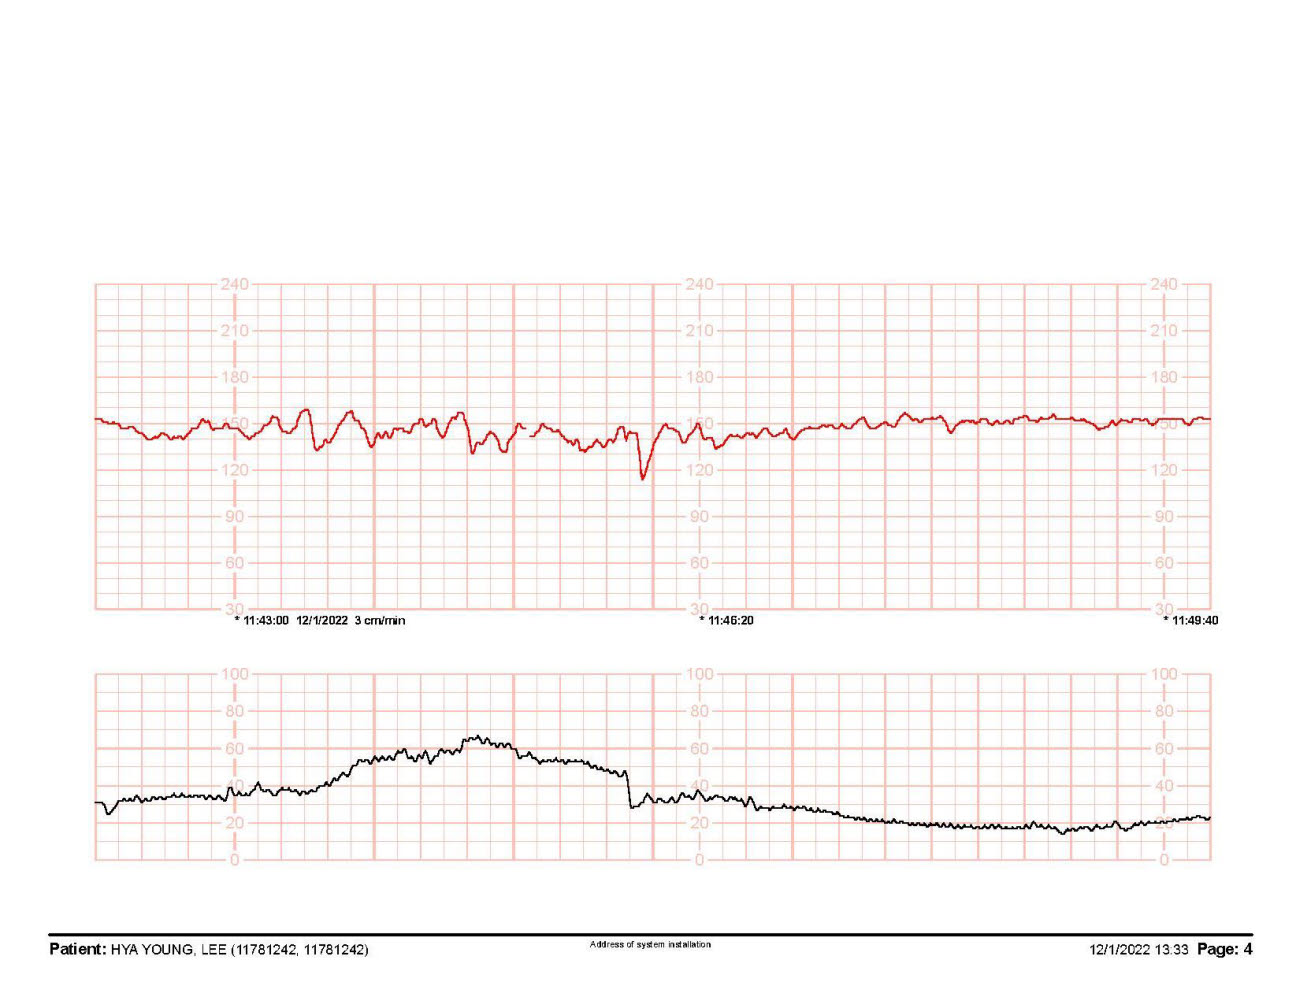 240 240 240
210 210 210
180 180 180
150 150 150
120 120 120
90 90 90
60 60 60
30 30 30
* 11:43:00 12/1/2022 3 cm/min * 11:46:20 * 11:49:40
100 100 100
80 80 80
60 60 60
40 40 40
20 20 20
0 0 0
Patient: HYA YOUNG, LEE (11781242, 11781242) Address of system installation 12/1/2022 13:33 Page: 4